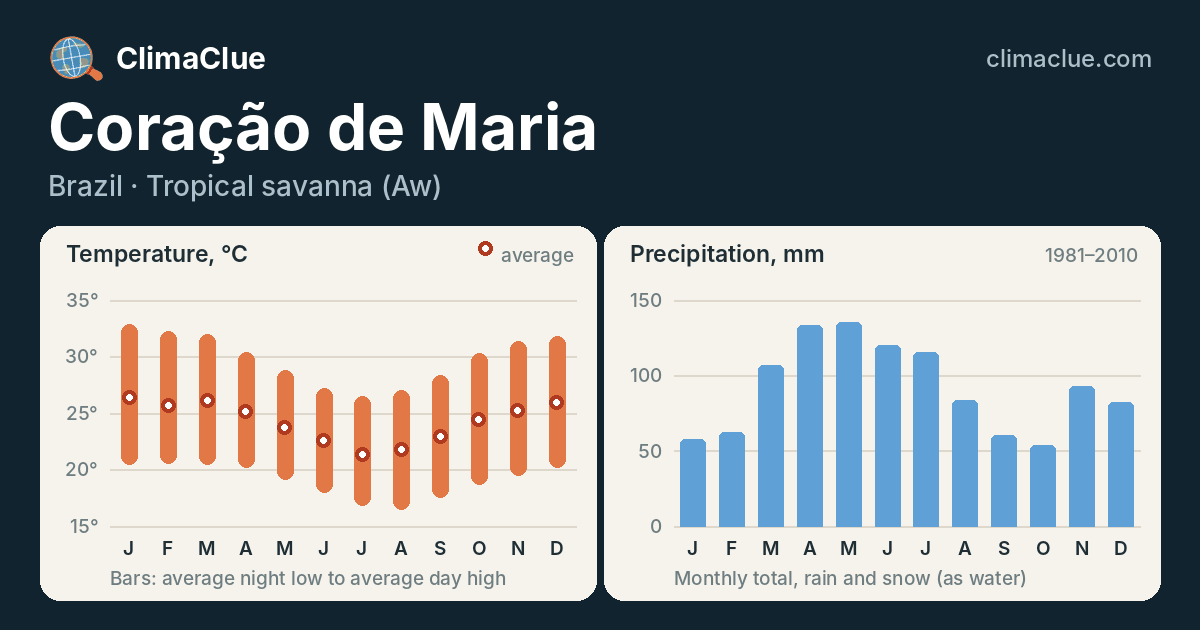 ClimaClue
climaclue.com
Coração de Maria
Brazil · Tropical savanna (Aw)
Temperature, °C
average
35°
30°
25°
20°
15°
J F M A M J J A S O N D
Bars: average night low to average day high
Precipitation, mm
1981–2010
150
100
50
0
J F M A M J J A S O N D
Monthly total, rain and snow (as water)